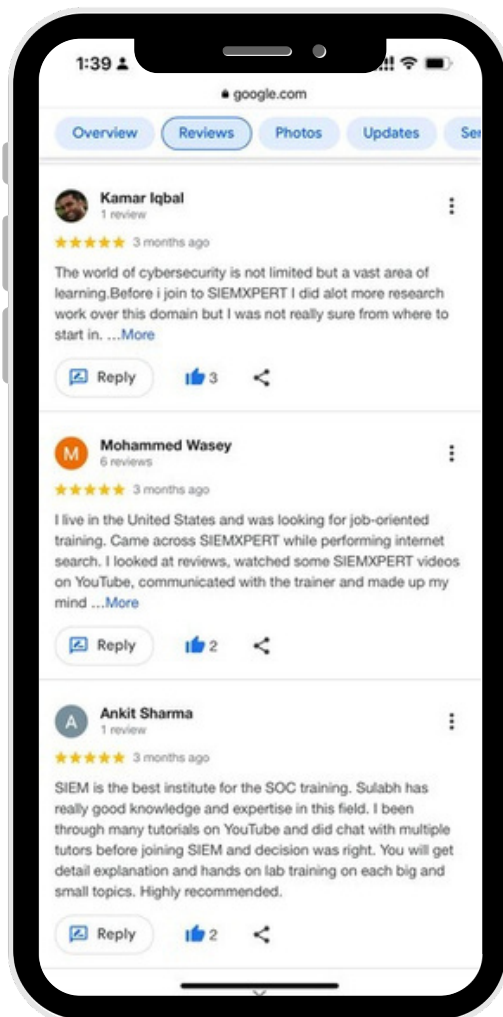 1:39
google.com
Overview
Reviews
Photos
Updates
Ser
Kamar Iqbal
1 review
3 months ago
The world of cybersecurity is not limited but a vast area of
learning.Before i join to SIEMXPERT I did alot more research
work over this domain but I was not really sure from where to
start in. ...More
Reply
3
M
Mohammed Wasey
6 reviews
3 months ago
I live in the United States and was looking for job-oriented
training. Came across SIEMXPERT while performing internet
search. I looked at reviews, watched some SIEMXPERT videos
on YouTube, communicated with the trainer and made up my
mind ...More
Reply
2
A
Ankit Sharma
1 review
3 months ago
SIEM is the best institute for the SOC training. Sulabh has
really good knowledge and expertise in this field. I been
through many tutorials on YouTube and did chat with multiple
tutors before joining SIEM and decision was right. You will get
detail explanation and hands on lab training on each big and
small topics. Highly recommended.
Reply
2